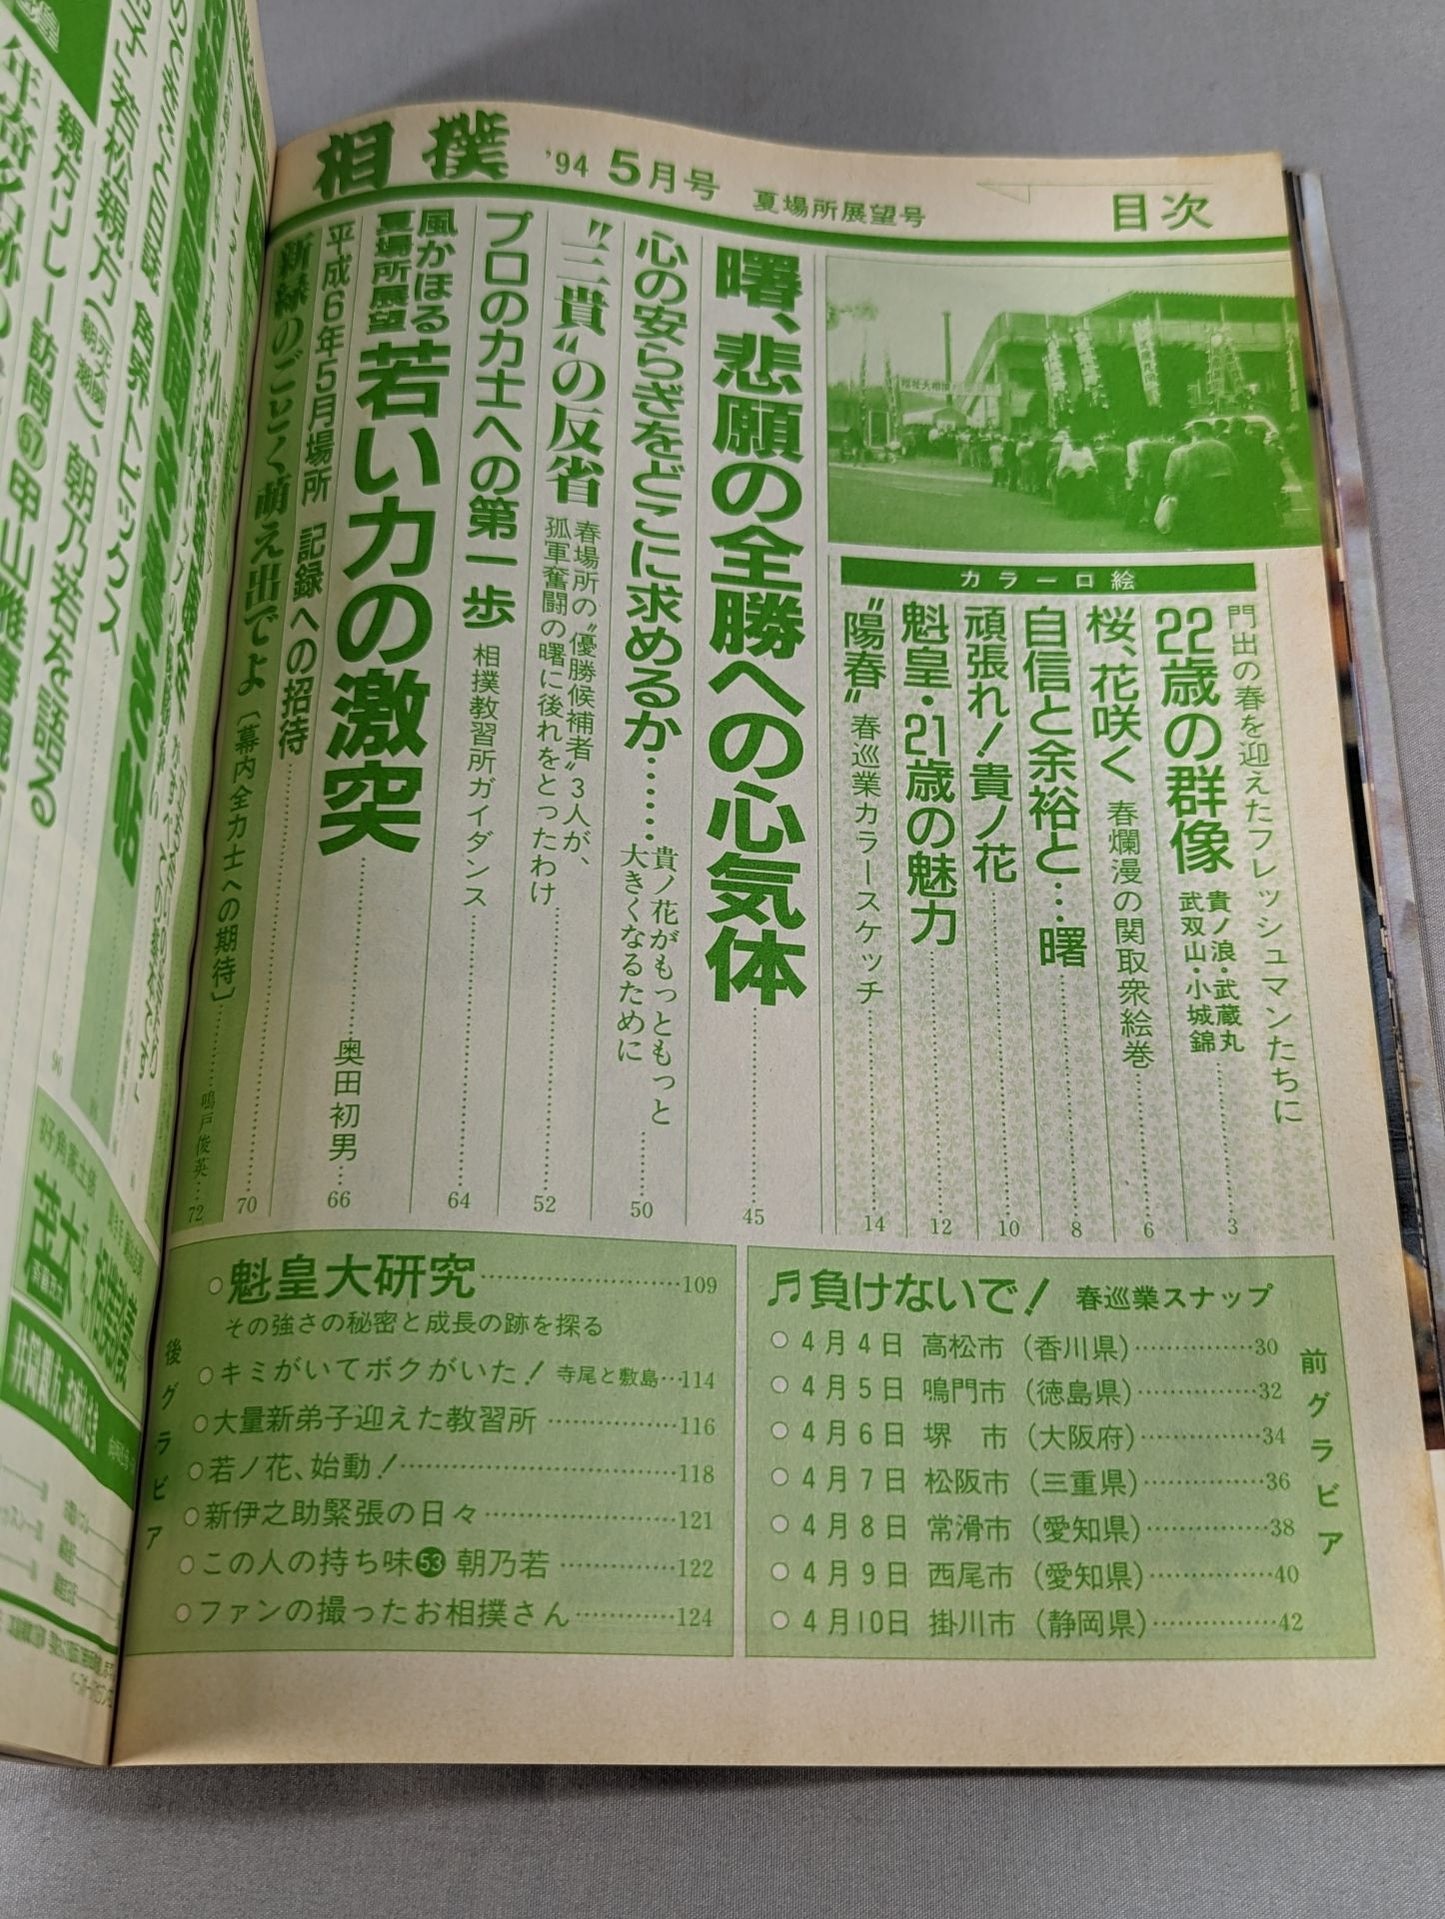 相撲 '94 5月号 夏場所展望号 目次
カラー口絵
門出の春を迎えたフレッシュマンたちに
22歳の群像 貴ノ浪・武蔵丸 武双山・小城錦……3
桜、花咲く 春爛漫の関取衆絵巻……6
自信と余裕と…曙……8
頑張れ!貴ノ花……10
魁皇・21歳の魅力……12
〝陽春〟 春巡業カラースケッチ……14
曙、悲願の全勝への心気体……45
心の安らぎをどこに求めるか…… 貴ノ花がもっともっと 大きくなるために……50
〝三貴〟の反省 春場所の〝優勝候補者〟3人が、 孤軍奮闘の曙に後れをとったわけ……52
プロの力士への第一歩 相撲教習所ガイダンス……64
風かほる夏場所展望 若い力の激突……奥田初男…66
平成6年5月場所 記録への招待……70
新緑のごとく萌え出でよ〔幕内全力士への期待〕……鳴戸俊英…72
前グラビア
♬負けないで! 春巡業スナップ
○4月4日 高松市(香川県)……30
○4月5日 鳴門市(徳島県)……32
○4月6日 堺 市(大阪府)……34
○4月7日 松阪市(三重県)……36
○4月8日 常滑市(愛知県)……38
○4月9日 西尾市(愛知県)……40
○4月10日 掛川市(静岡県)……42
後グラビア
○魁皇大研究……109
その強さの秘密と成長の跡を探る
○キミがいてボクがいた! 寺尾と敷島…114
○大量新弟子迎えた教習所……116
○若ノ花、始動!……118
○新伊之助緊張の日々……121
○この人の持ち味53 朝乃若……122
○ファンの撮ったお相撲さん……124
親方リレー訪問67
朝乃若を語る